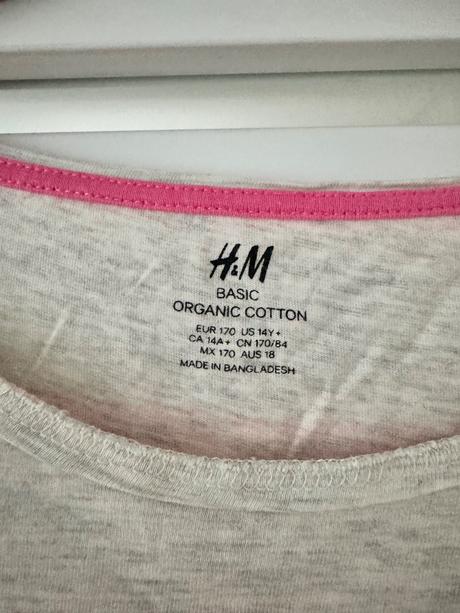 H&M
BASIC
ORGANIC COTTON
EUR 170 US 14Y+
CA 14A+ CN 170/84
MX 170 AUS 18
MADE IN BANGLADESH